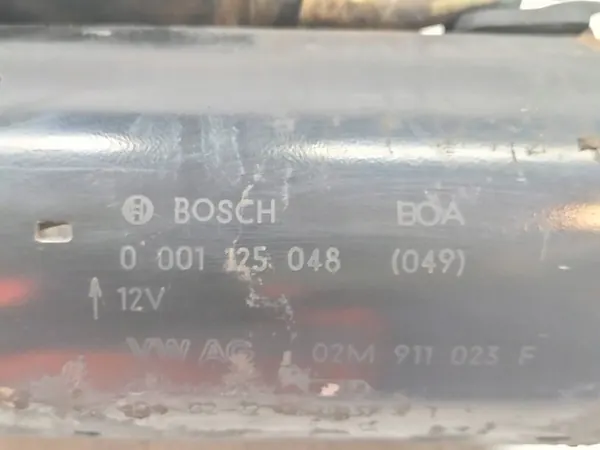 BOSCH BOA
0 001 125 048 (049)
12V
VW AG 02M 911 023 F